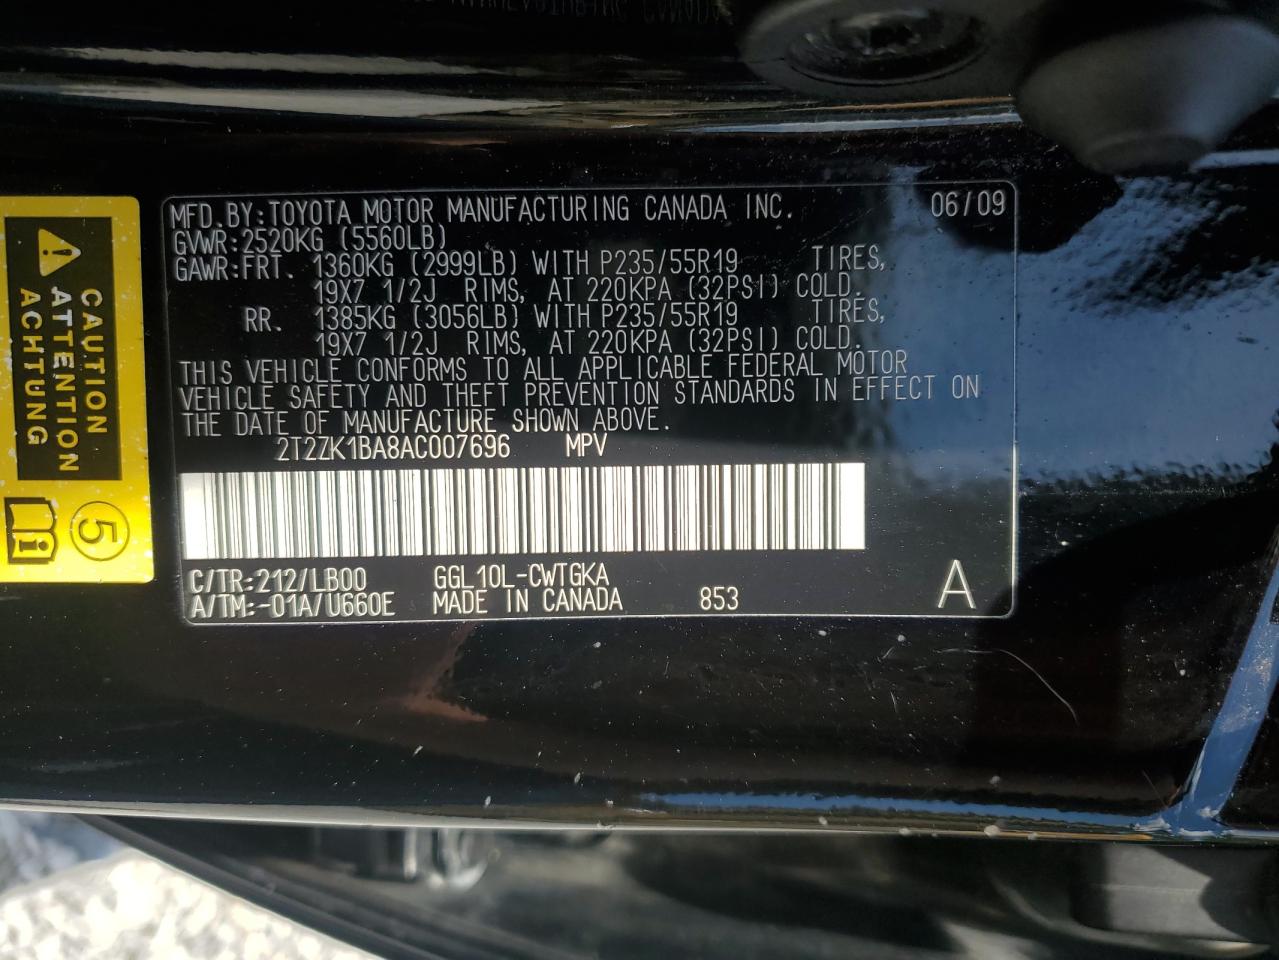 MFD.BY:TOYOTA MOTOR MANUFACTURING CANADA INC. 06/09
GVWR:2520KG (5560LB)
GAWR:FRT. 1360KG (2999LB) WITH P235/55R19 TIRES,
19X7 1/2J RIMS, AT 220KPA (32PSI) COLD.
RR. 1385KG (3056LB) WITH P235/55R19 TIRES,
19X7 1/2J RIMS, AT 220KPA (32PSI) COLD.
THIS VEHICLE CONFORMS TO ALL APPLICABLE FEDERAL MOTOR
VEHICLE SAFETY AND THEFT PREVENTION STANDARDS IN EFFECT ON
THE DATE OF MANUFACTURE SHOWN ABOVE.
2T2ZK1BA8AC007696 MPV
C/TR:212/LB00 GGL10L-CWTGKA
A/TM:-01A/U660E MADE IN CANADA 853 A
CAUTION
ATTENTION
ACHTUNG
5
i